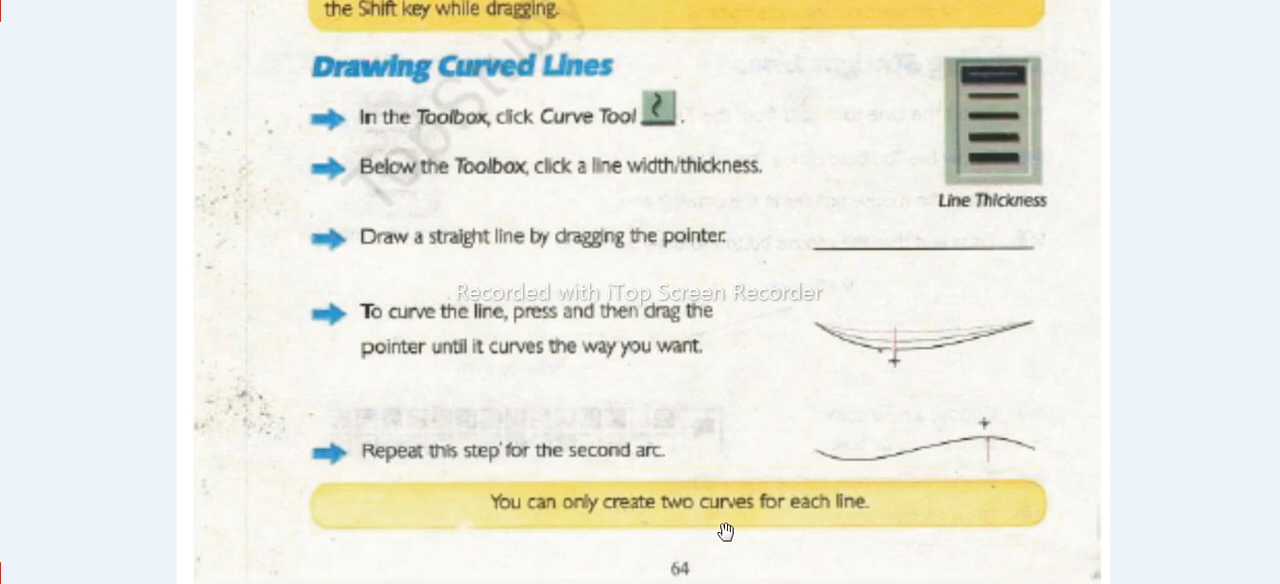 the Shift key while dragging.
Drawing Curved Lines
In the Toolbox, click Curve Tool .
Below the Toolbox, click a line width/thickness.
Line Thickness
Draw a straight line by dragging the pointer.
Recorded with iTop Screen Recorder
To curve the line, press and then drag the
pointer until it curves the way you want.
Repeat this step for the second arc.
You can only create two curves for each line.
64